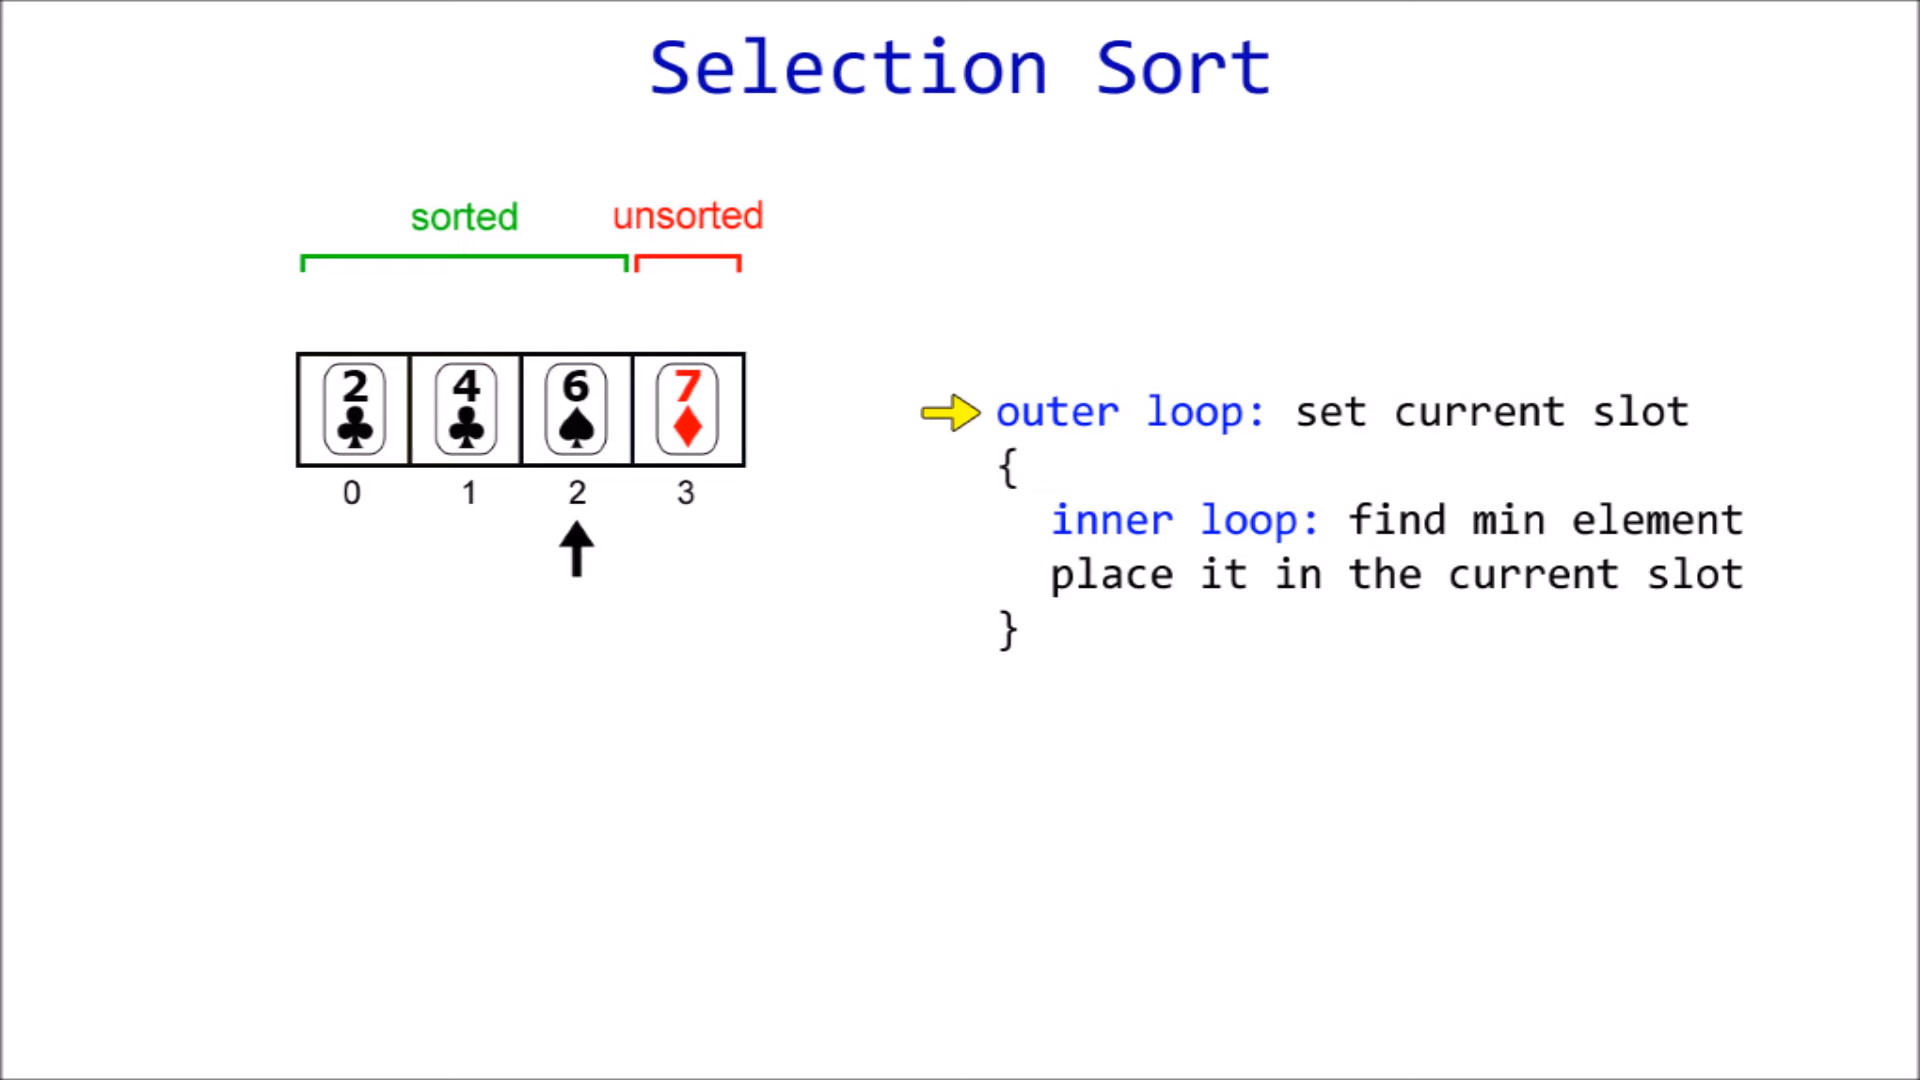 Selection Sort
sorted unsorted
2 4 6 7
0 1 2 3
outer loop: set current slot
{
inner loop: find min element
place it in the current slot
}